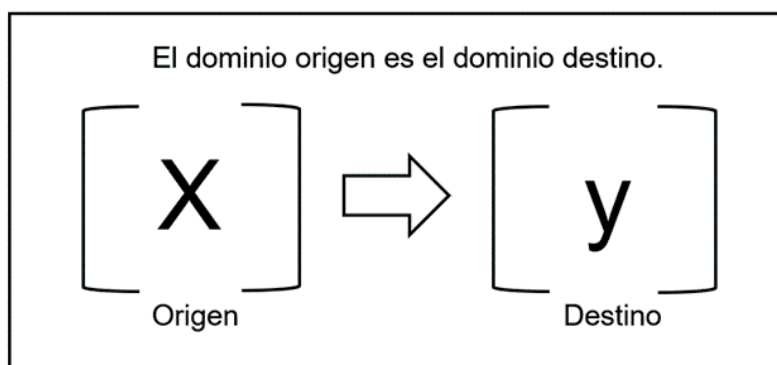 El dominio origen es el dominio destino.
X
y
Origen
Destino